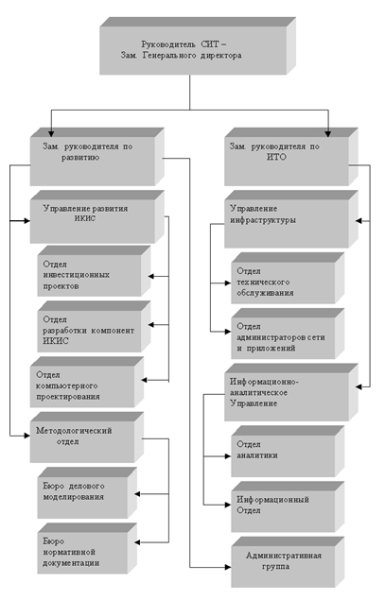 Руководитель СИТ –
Зам. Генерального директора
Зам. руководителя по
развитию
Зам. руководителя по
ИТО
Управление развития
ИКИС
Управление
инфраструктуры
Отдел
инвестиционных
проектов
Отдел
технического
обслуживания
Отдел
разработки компонент
ИКИС
Отдел
администраторов сети
и приложений
Отдел
компьютерного
проектирования
Информационно-
аналитическое
Управление
Методологический
отдел
Отдел
аналитики
Бюро делового
моделирования
Информационный
Отдел
Бюро
нормативной
документации
Административная
группа